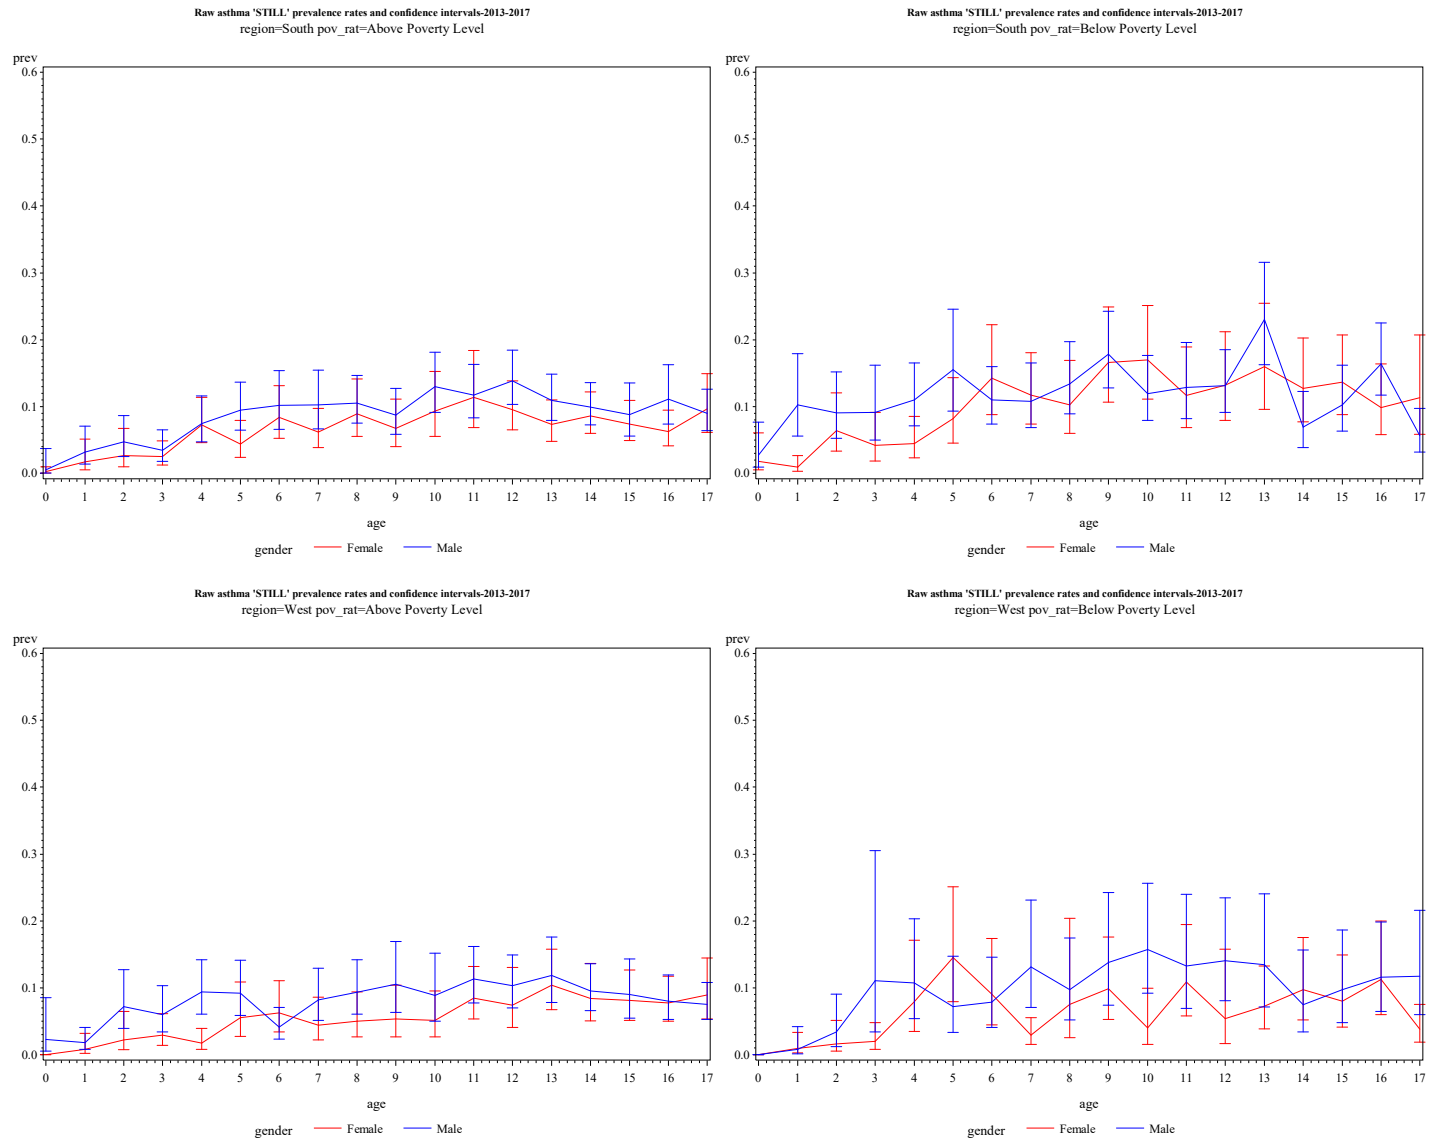 Raw asthma 'STILL' prevalence rates and confidence intervals-2013-2017
region=South pov_rat=Above Poverty Level
prev
0.6
0.5
0.4
0.3
0.2
0.1
0.0
0 1 2 3 4 5 6 7 8 9 10 11 12 13 14 15 16 17
age
gender Female Male
Raw asthma 'STILL' prevalence rates and confidence intervals-2013-2017
region=South pov_rat=Below Poverty Level
prev
0.6
0.5
0.4
0.3
0.2
0.1
0.0
0 1 2 3 4 5 6 7 8 9 10 11 12 13 14 15 16 17
age
gender Female Male
Raw asthma 'STILL' prevalence rates and confidence intervals-2013-2017
region=West pov_rat=Above Poverty Level
prev
0.6
0.5
0.4
0.3
0.2
0.1
0.0
0 1 2 3 4 5 6 7 8 9 10 11 12 13 14 15 16 17
age
gender Female Male
Raw asthma 'STILL' prevalence rates and confidence intervals-2013-2017
region=West pov_rat=Below Poverty Level
prev
0.6
0.5
0.4
0.3
0.2
0.1
0.0
0 1 2 3 4 5 6 7 8 9 10 11 12 13 14 15 16 17
age
gender Female Male